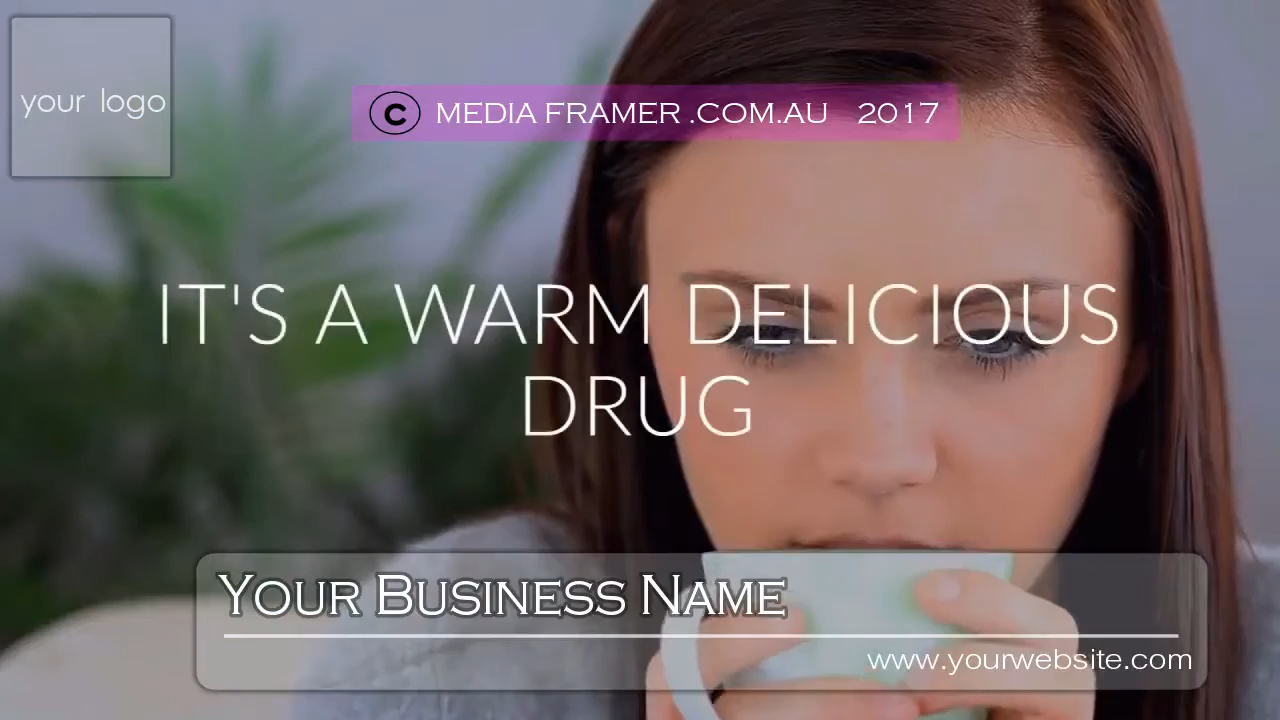 your logo
© MEDIA FRAMER .COM.AU 2017
IT'S A WARM DELICIOUS
DRUG
YOUR BUSINESS NAME
www.yourwebsite.com